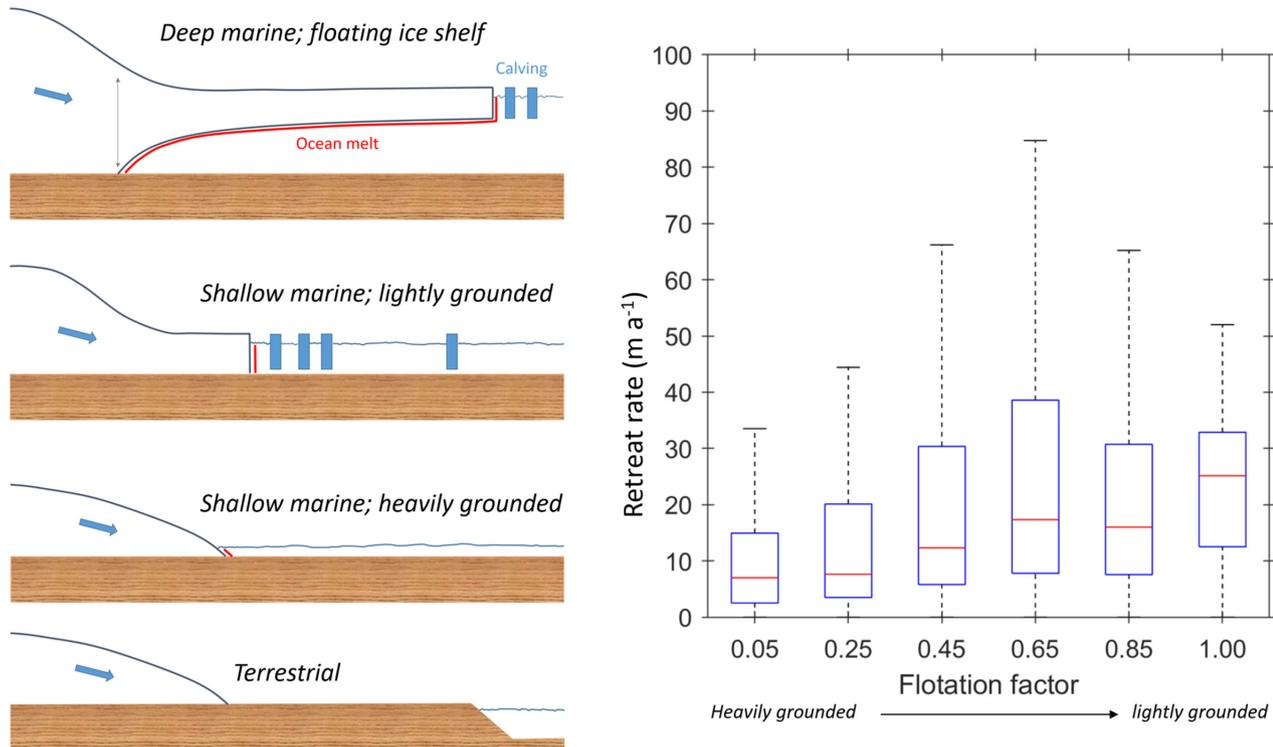 Deep marine; floating ice shelf
Calving
Ocean melt
Shallow marine; lightly grounded
Shallow marine; heavily grounded
Terrestrial
100
90
80
70
60
50
40
30
20
10
0
Retreat rate (m a⁻¹)
0.05 0.25 0.45 0.65 0.85 1.00
Flotation factor
Heavily grounded lightly grounded